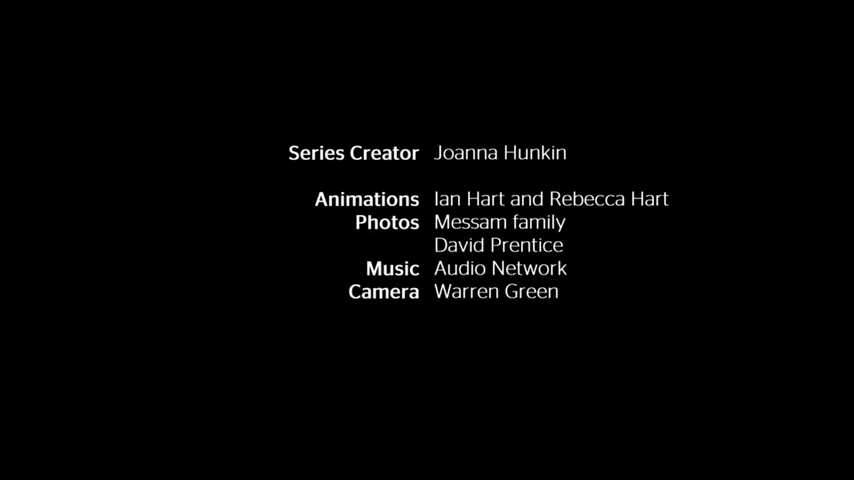 Series Creator Joanna Hunkin
Animations Ian Hart and Rebecca Hart
Photos Messam family
David Prentice
Music Audio Network
Camera Warren Green